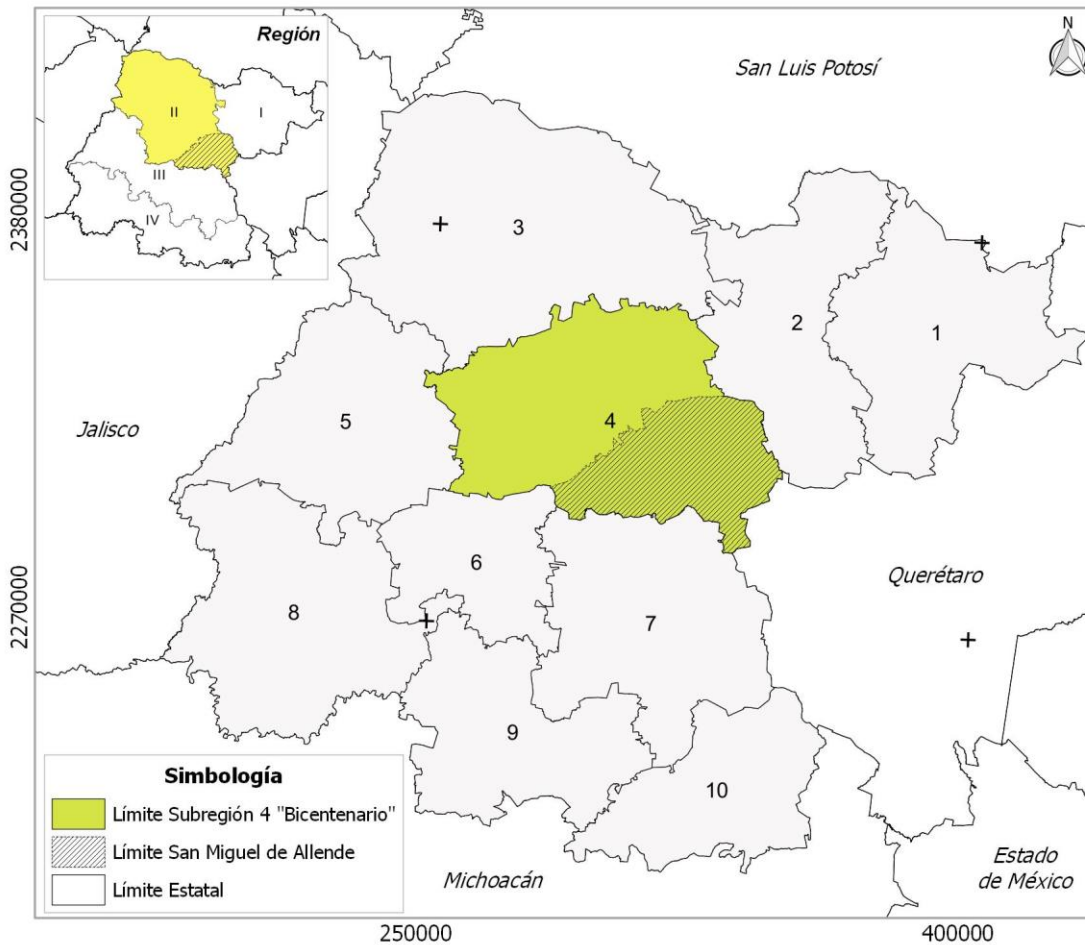 Región
N
San Luis Potosí
I
II
III
IV
2380000
3
2
1
Jalisco
5
4
2270000
6
Querétaro
8
7
9
10
Simbología
Límite Subregión 4 "Bicentenario"
Límite San Miguel de Allende
Límite Estatal
Michoacán
Estado
de México
250000
400000